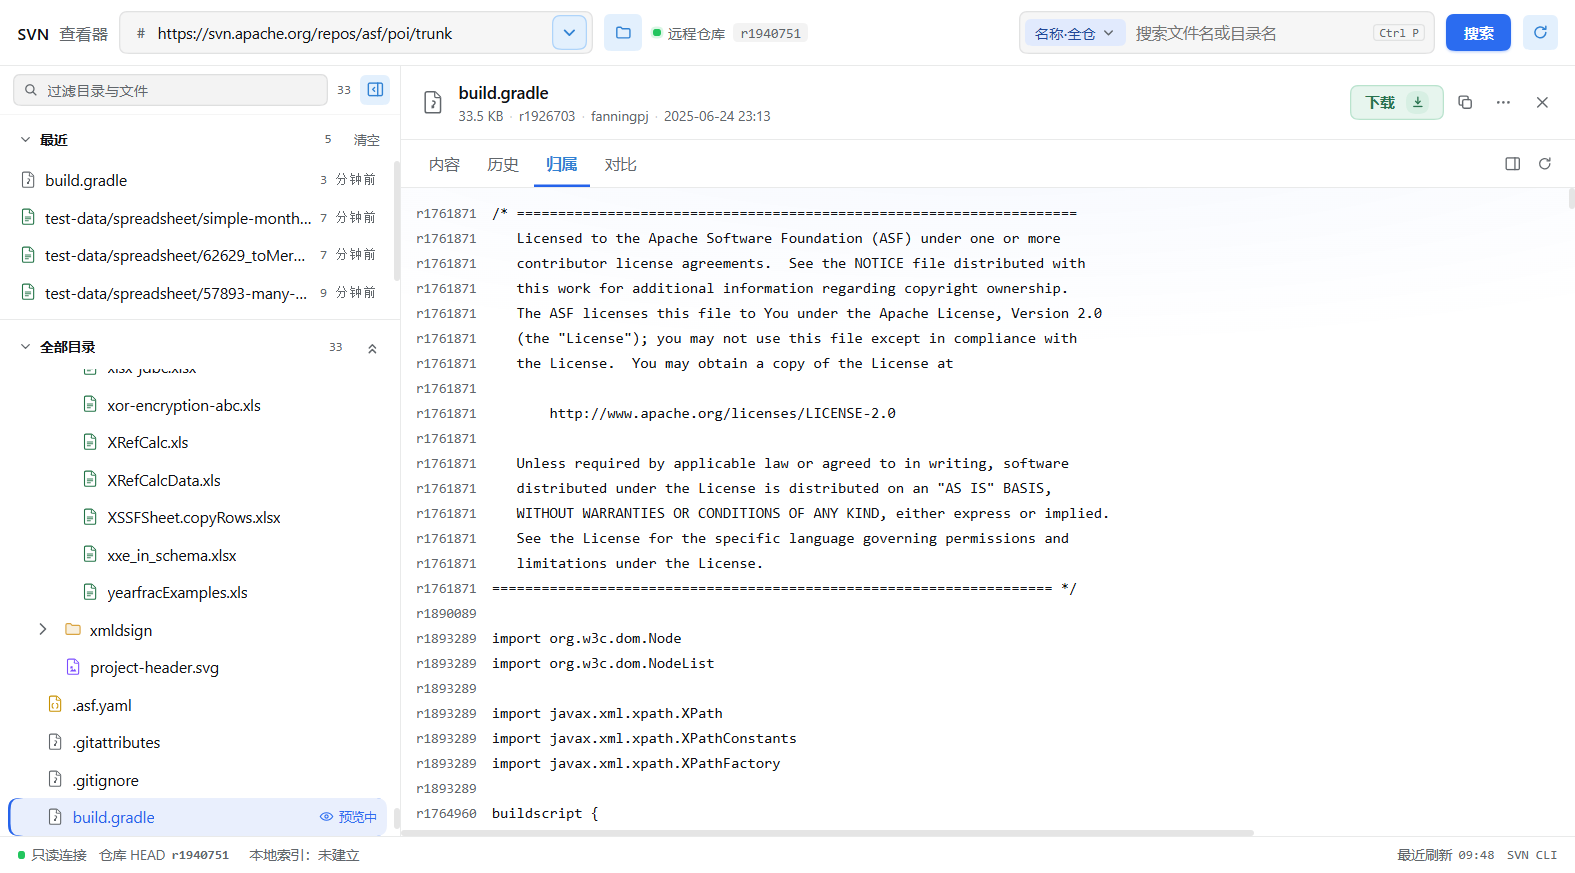 SVN 查看器
# https://svn.apache.org/repos/asf/poi/trunk
远程仓库 r1940751
名称·全仓 搜索文件名或目录名 Ctrl P
搜索
过滤目录与文件 33
最近 5 清空
build.gradle 3 分钟前
test-data/spreadsheet/simple-month... 7 分钟前
test-data/spreadsheet/62629_toMer... 7 分钟前
test-data/spreadsheet/57893-many-... 9 分钟前
全部目录 33
xlsx-jdbc.xlsx
xor-encryption-abc.xls
XRefCalc.xls
XRefCalcData.xls
XSSFSheet.copyRows.xlsx
xxe_in_schema.xlsx
yearfracExamples.xls
xmldsign
project-header.svg
.asf.yaml
.gitattributes
.gitignore
build.gradle 预览中
build.gradle
33.5 KB · r1926703 · fanningpj · 2025-06-24 23:13
下载
内容 历史 归属 对比
r1761871 /* ====================================================================
r1761871 Licensed to the Apache Software Foundation (ASF) under one or more
r1761871 contributor license agreements.  See the NOTICE file distributed with
r1761871 this work for additional information regarding copyright ownership.
r1761871 The ASF licenses this file to You under the Apache License, Version 2.0
r1761871 (the "License"); you may not use this file except in compliance with
r1761871 the License.  You may obtain a copy of the License at
r1761871
r1761871 http://www.apache.org/licenses/LICENSE-2.0
r1761871
r1761871 Unless required by applicable law or agreed to in writing, software
r1761871 distributed under the License is distributed on an "AS IS" BASIS,
r1761871 WITHOUT WARRANTIES OR CONDITIONS OF ANY KIND, either express or implied.
r1761871 See the License for the specific language governing permissions and
r1761871 limitations under the License.
r1761871 ==================================================================== */
r1890089
r1893289 import org.w3c.dom.Node
r1893289 import org.w3c.dom.NodeList
r1893289
r1893289 import javax.xml.xpath.XPath
r1893289 import javax.xml.xpath.XPathConstants
r1893289 import javax.xml.xpath.XPathFactory
r1893289
r1764960 buildscript {
只读连接 仓库 HEAD r1940751 本地索引：未建立
最近刷新 09:48 SVN CLI